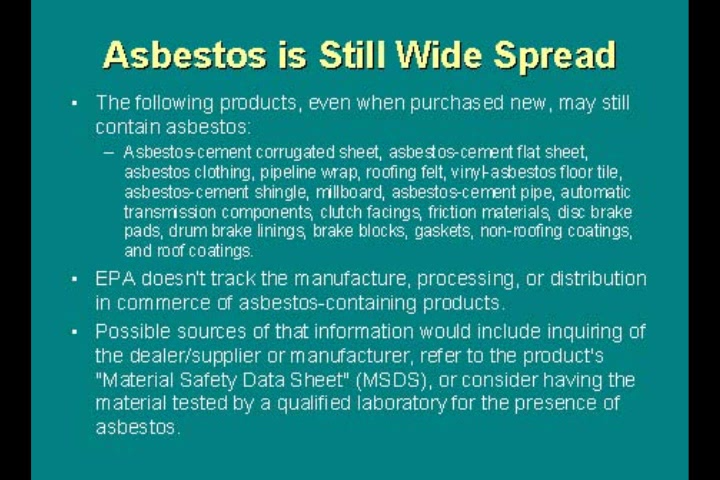 Asbestos is Still Wide Spread
• The following products, even when purchased new, may still
contain asbestos:
– Asbestos-cement corrugated sheet, asbestos-cement flat sheet,
asbestos clothing, pipeline wrap, roofing felt, vinyl-asbestos floor tile,
asbestos-cement shingle, millboard, asbestos-cement pipe, automatic
transmission components, clutch facings, friction materials, disc brake
pads, drum brake linings, brake blocks, gaskets, non-roofing coatings,
and roof coatings.
• EPA doesn't track the manufacture, processing, or distribution
in commerce of asbestos-containing products.
• Possible sources of that information would include inquiring of
the dealer/supplier or manufacturer, refer to the product's
"Material Safety Data Sheet" (MSDS), or consider having the
material tested by a qualified laboratory for the presence of
asbestos.